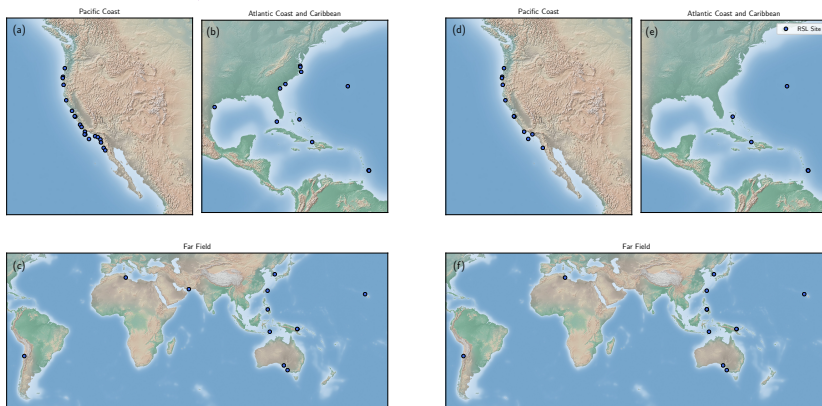 Pacific Coast
Atlantic Coast and Caribbean
(a)
(b)
Far Field
(c)
Pacific Coast
Atlantic Coast and Caribbean
(d)
(e)
RSL Site
Far Field
(f)